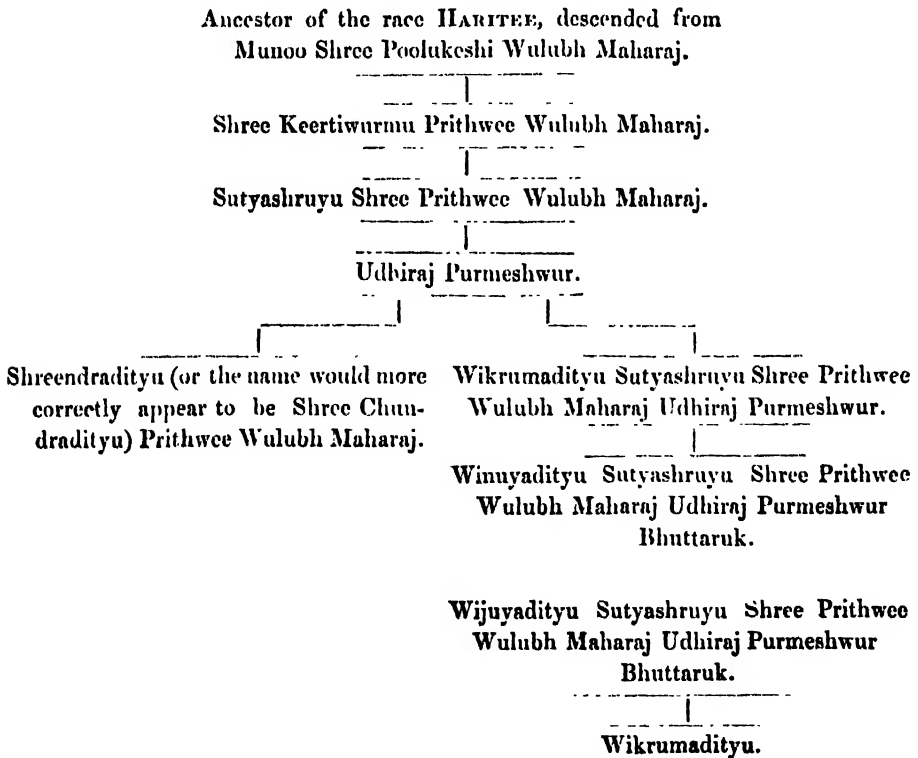 Ancestor of the race HARITEE, descended from
Munoo Shree Poolukeshi Wulubh Maharaj.
Shree Keertiwurmu Prithwee Wulubh Maharaj.
Sutyashruyu Shree Prithwee Wulubh Maharaj.
Udhiraj Purmeshwur.
Shreendradityu (or the name would more
correctly appear to be Shree Chun-
dradityu) Prithwee Wulubh Maharaj.
Wikrumadityu Sutyashruyu Shree Prithwee
Wulubh Maharaj Udhiraj Purmeshwur.
Winuyadityu Sutyashruyu Shree Prithwee
Wulubh Maharaj Udhiraj Purmeshwur
Bhuttaruk.
Wijuyadityu Sutyashruyu Shree Prithwee
Wulubh Maharaj Udhiraj Purmeshwur
Bhuttaruk.
Wikrumadityu.